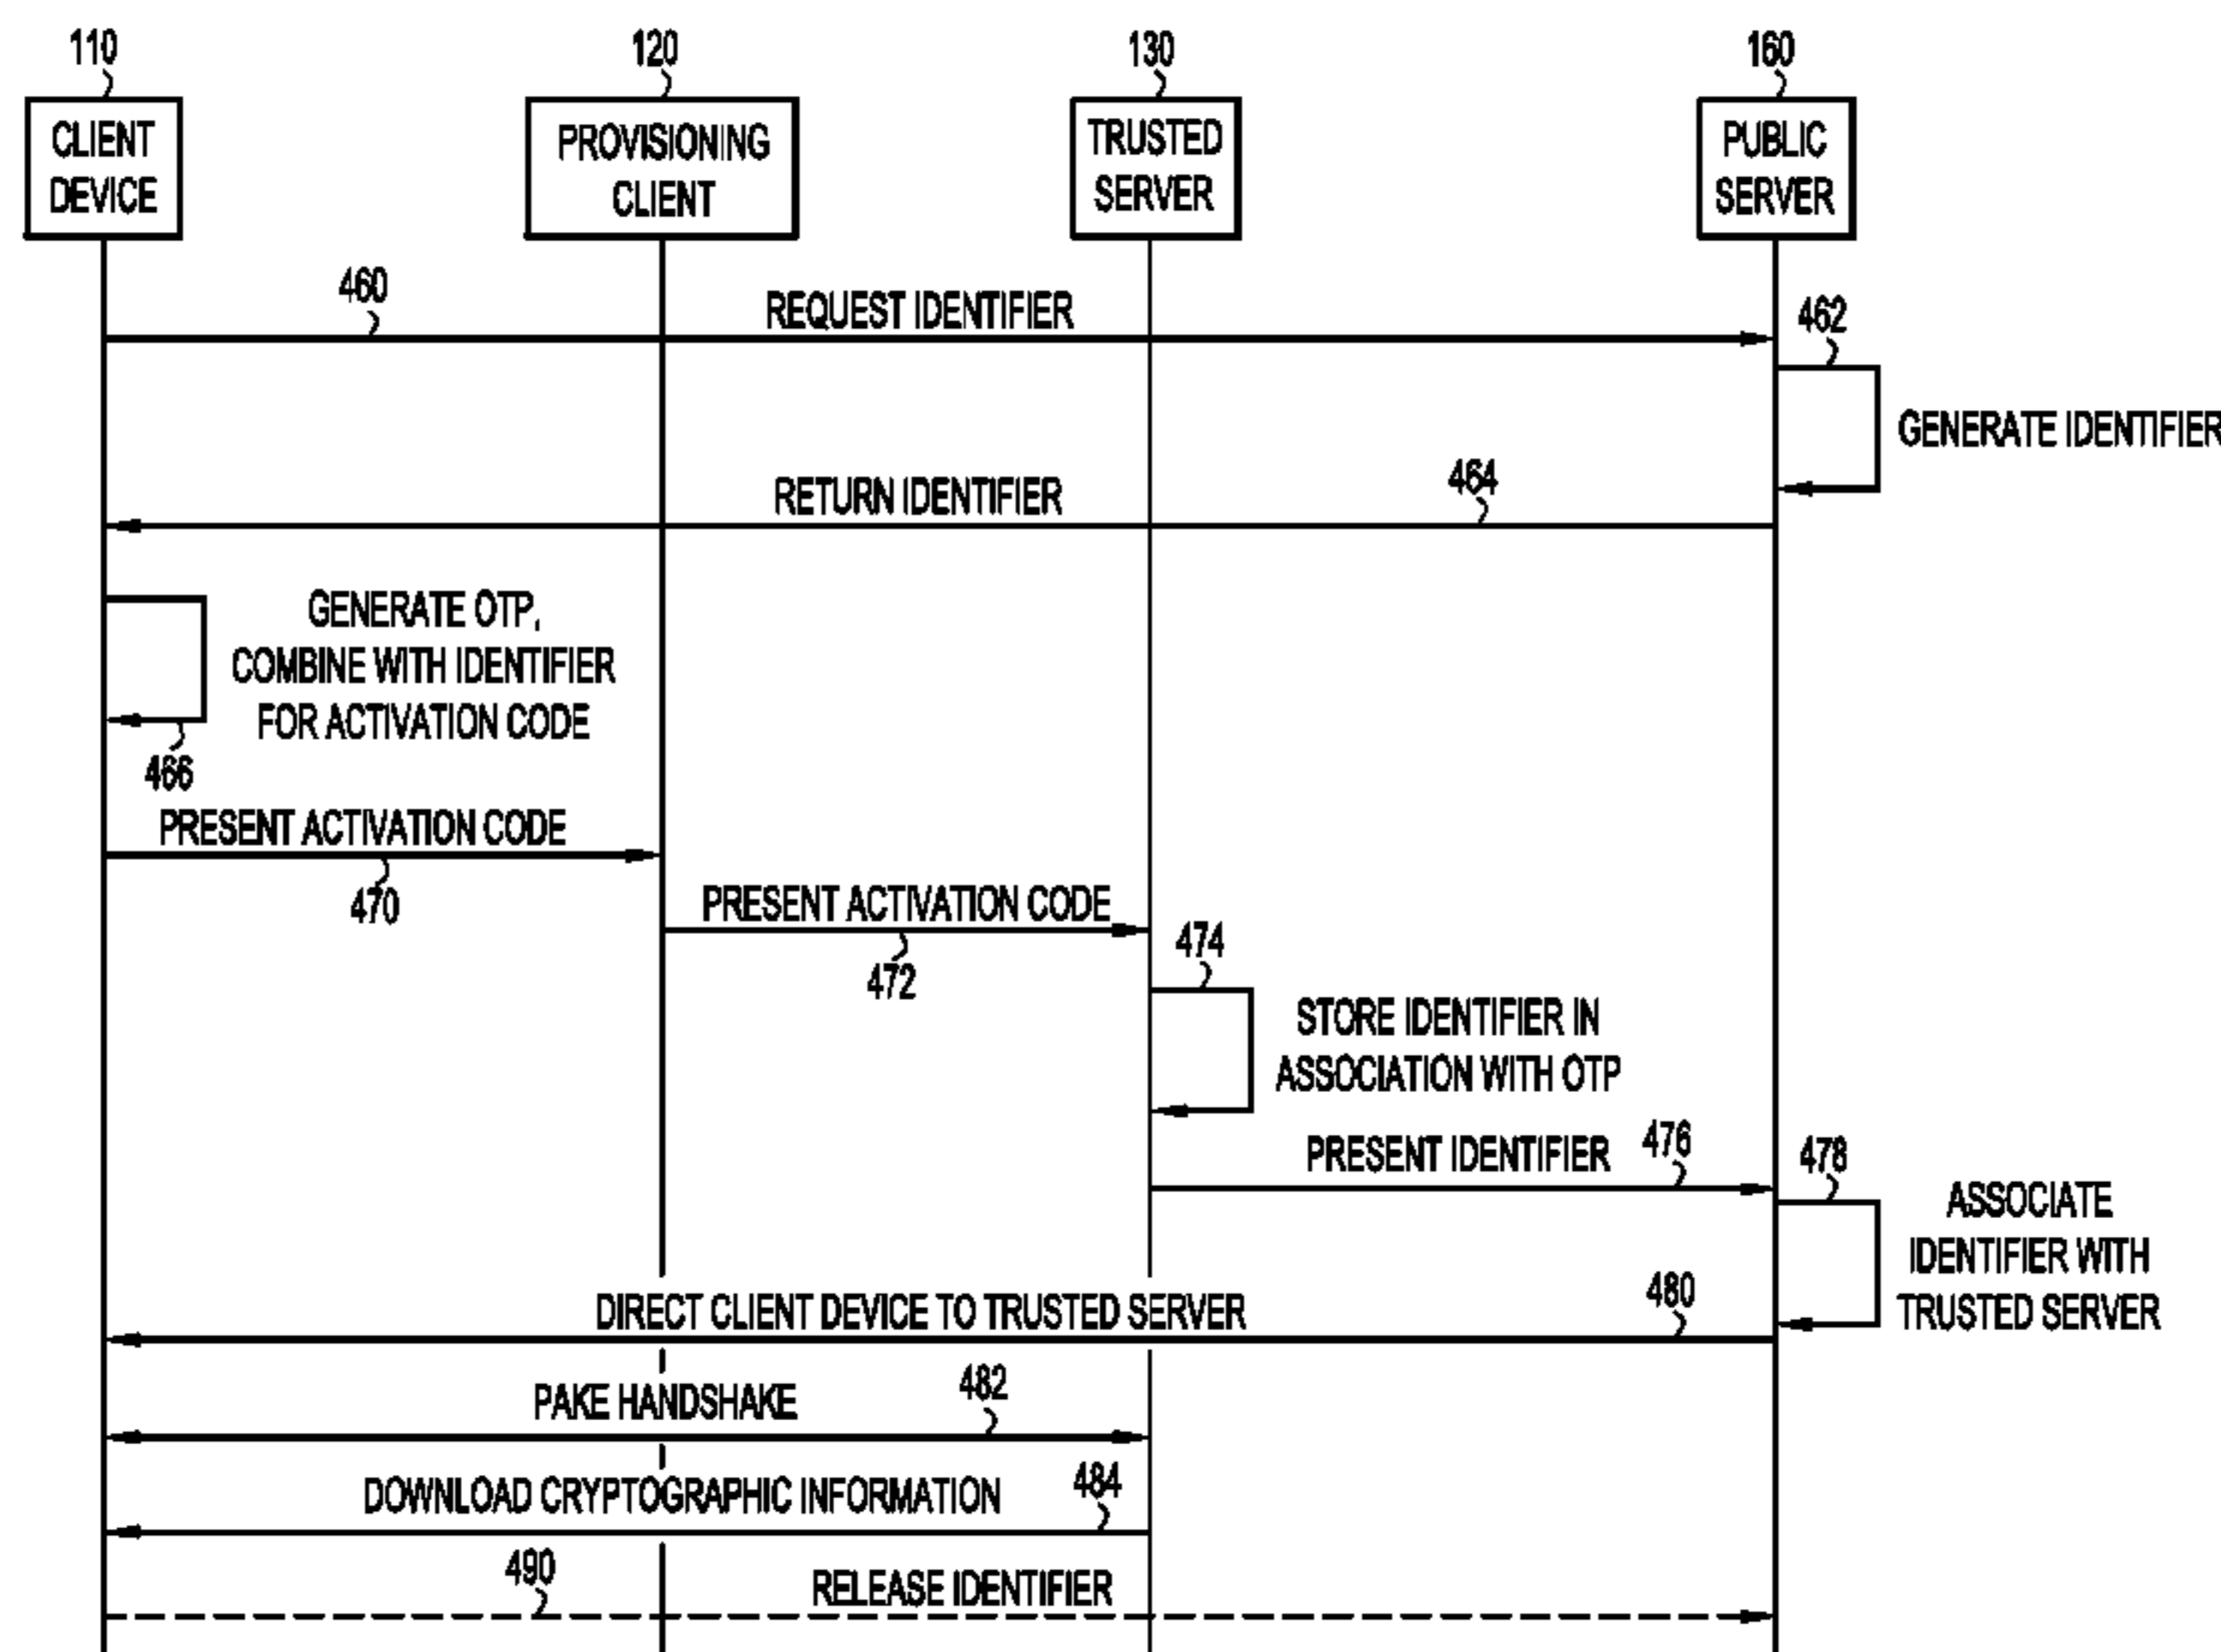 110
120
130
160
CLIENT
DEVICE
PROVISIONING
CLIENT
TRUSTED
SERVER
PUBLIC
SERVER
460
REQUEST IDENTIFIER
462
GENERATE IDENTIFIER
RETURN IDENTIFIER
464
GENERATE OTP,
COMBINE WITH IDENTIFIER
FOR ACTIVATION CODE
466
PRESENT ACTIVATION CODE
470
PRESENT ACTIVATION CODE
472
474
STORE IDENTIFIER IN
ASSOCIATION WITH OTP
PRESENT IDENTIFIER
476
478
ASSOCIATE
IDENTIFIER WITH
TRUSTED SERVER
DIRECT CLIENT DEVICE TO TRUSTED SERVER
480
PAKE HANDSHAKE
482
DOWNLOAD CRYPTOGRAPHIC INFORMATION
484
490
RELEASE IDENTIFIER